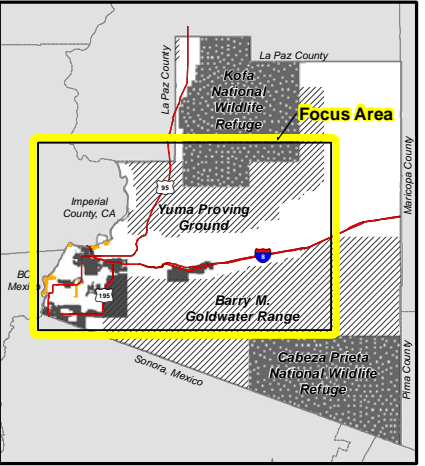 La Paz County
La Paz County
Kofa
National
Wildlife
Refuge
Focus Area
Maricopa County
95
Imperial
County, CA
Yuma Proving
Ground
8
BC
Mexico
195
Barry M.
Goldwater Range
Sonora, Mexico
Cabeza Prieta
National Wildlife
Refuge
Pima County